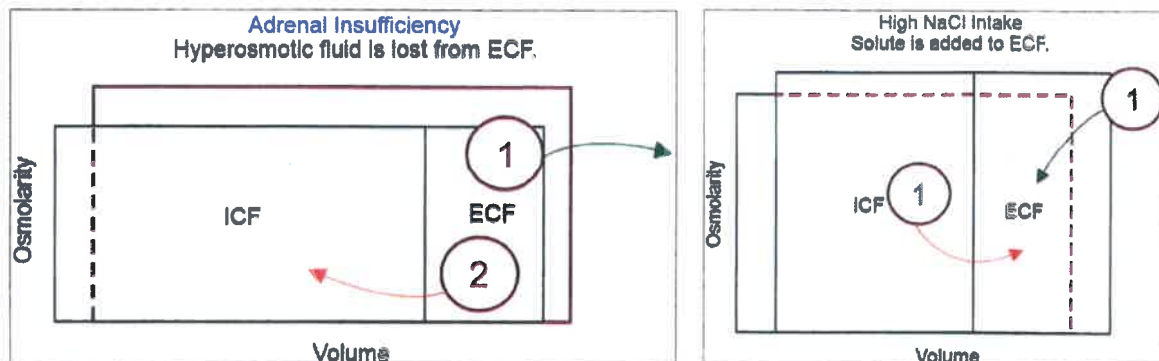 Adrenal Insufficiency
Hyperosmotic fluid is lost from ECF.
Osmolarity
ICF
1
ECF
2
Volume
High NaCl Intake
Solute is added to ECF.
Osmolarity
1
ICF
1
ECF
Volume